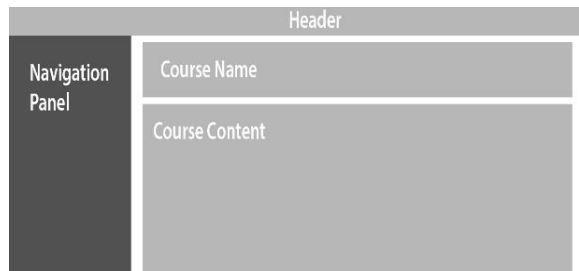 Header
Navigation
Panel
Course Name
Course Content